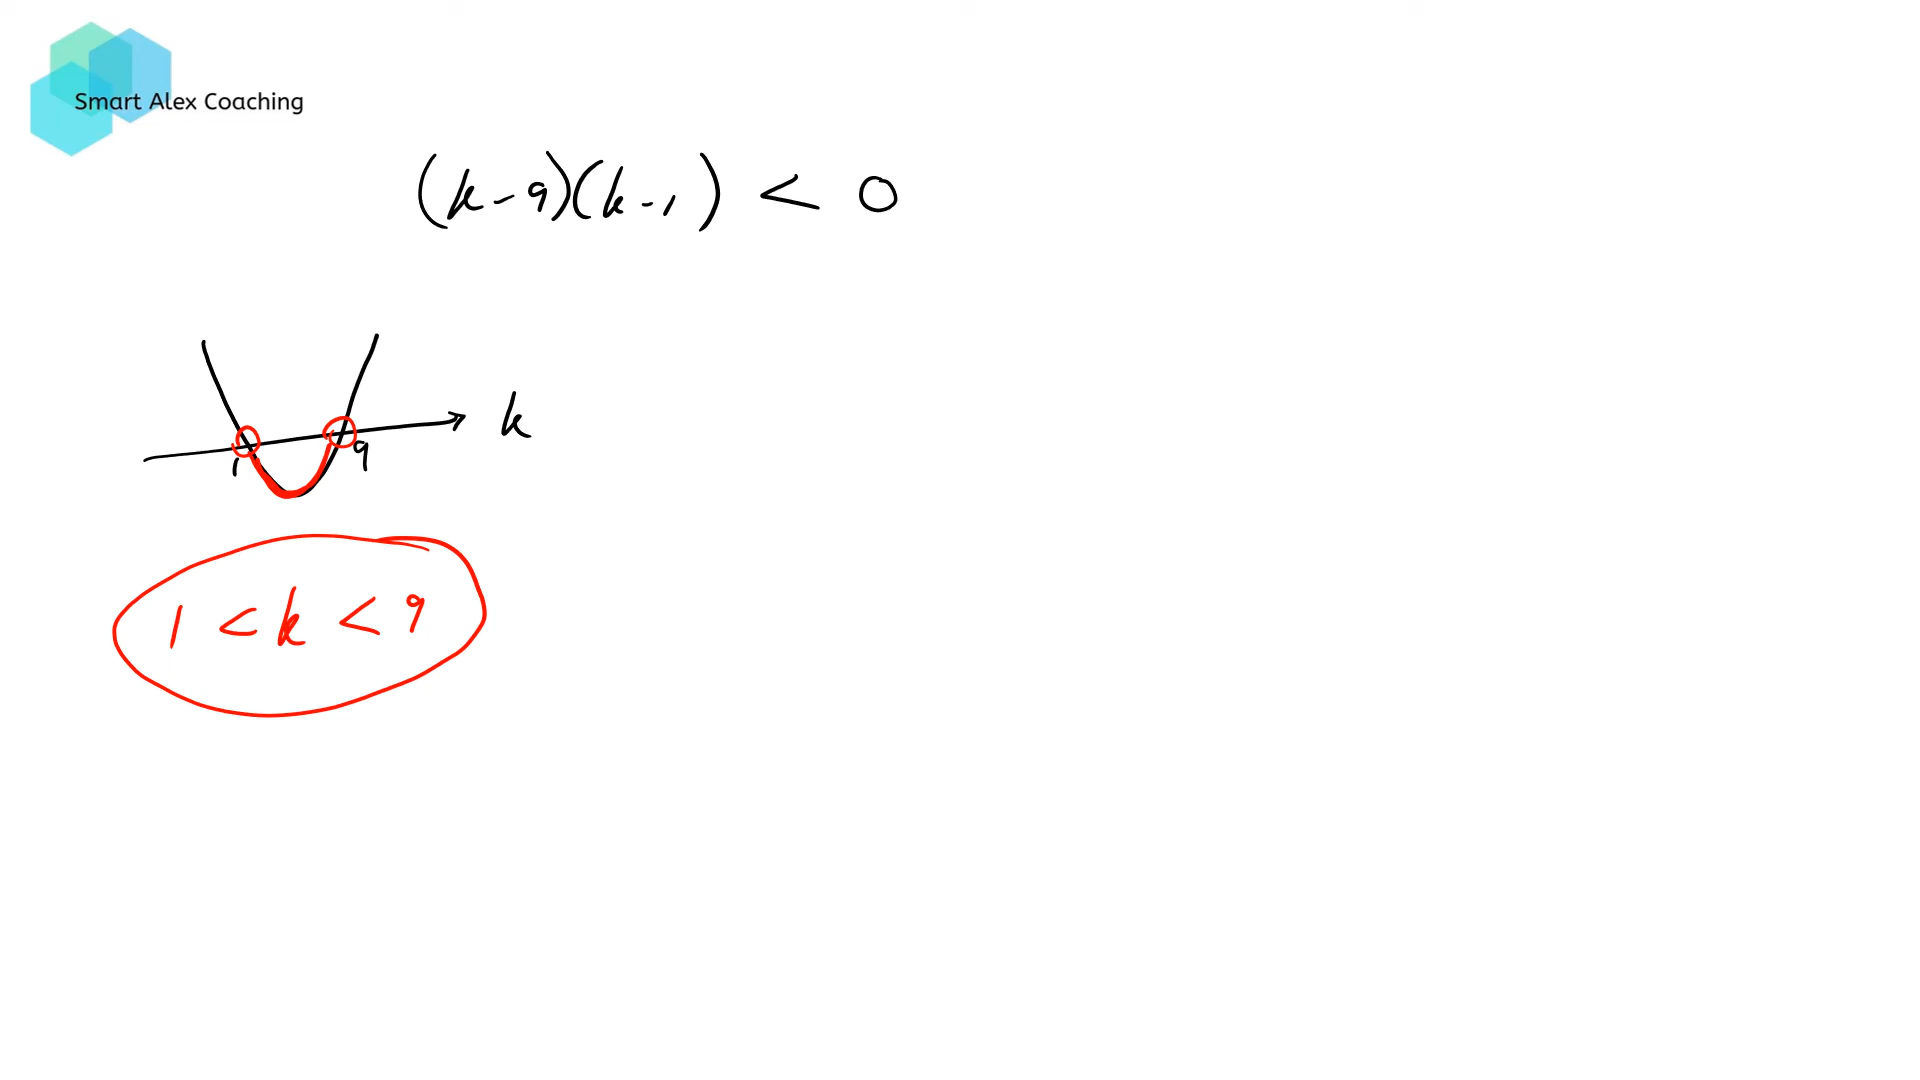 Smart Alex Coaching
(k-9)(k-1) < 0
k
1 9
1 < k < 9